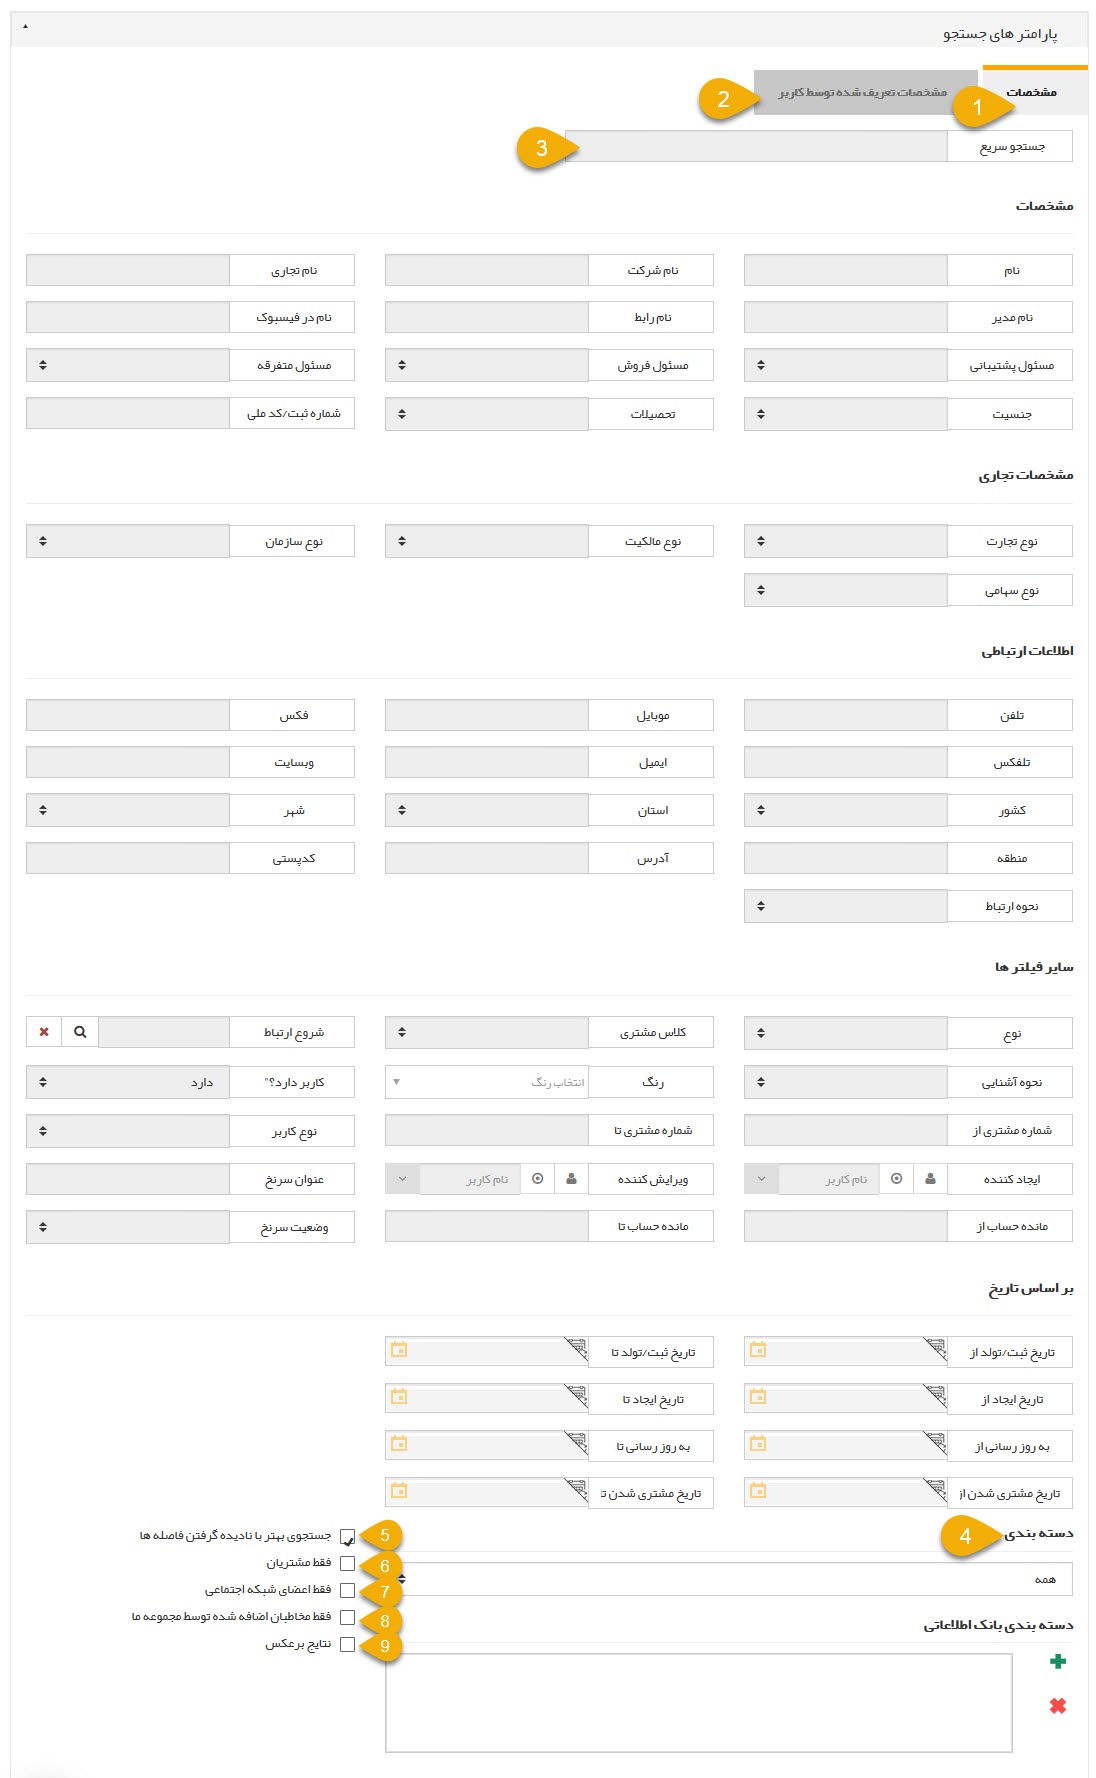 پارامتر های جستجو
مشخصات
1
مشخصات تعریف شده توسط کاربر
2
جستجو سریع
3
مشخصات
نام
نام شرکت
نام تجاری
نام مدیر
نام رابط
نام در فیسبوک
مسئول پشتیبانی
مسئول فروش
مسئول متفرقه
جنسیت
تحصیلات
شماره ثبت/کد ملی
مشخصات تجاری
نوع تجارت
نوع مالکیت
نوع سازمان
نوع سهامی
اطلاعات ارتباطی
تلفن
موبایل
فکس
تلفکس
ایمیل
وبسایت
کشور
استان
شهر
منطقه
آدرس
کدپستی
نحوه ارتباط
سایر فیلتر ها
نوع
کلاس مشتری
شروع ارتباط
نحوه آشنایی
رنگ
انتخاب رنگ
کاربر دارد؟"
دارد
شماره مشتری از
شماره مشتری تا
نوع کاربر
ایجاد کننده
نام کاربر
ویرایش کننده
نام کاربر
عنوان سرنخ
مانده حساب از
مانده حساب تا
وضعیت سرنخ
بر اساس تاریخ
تاریخ ثبت/تولد از
تاریخ ثبت/تولد تا
تاریخ ایجاد از
تاریخ ایجاد تا
به روز رسانی از
به روز رسانی تا
تاریخ مشتری شدن از
تاریخ مشتری شدن تا
دسته بندی
4
همه
دسته بندی بانک اطلاعاتی
5
جستجوی بهتر با نادیده گرفتن فاصله ها
6
فقط مشتریان
7
فقط اعضای شبکه اجتماعی
8
فقط مخاطبان اضافه شده توسط مجموعه ما
9
نتایج برعکس